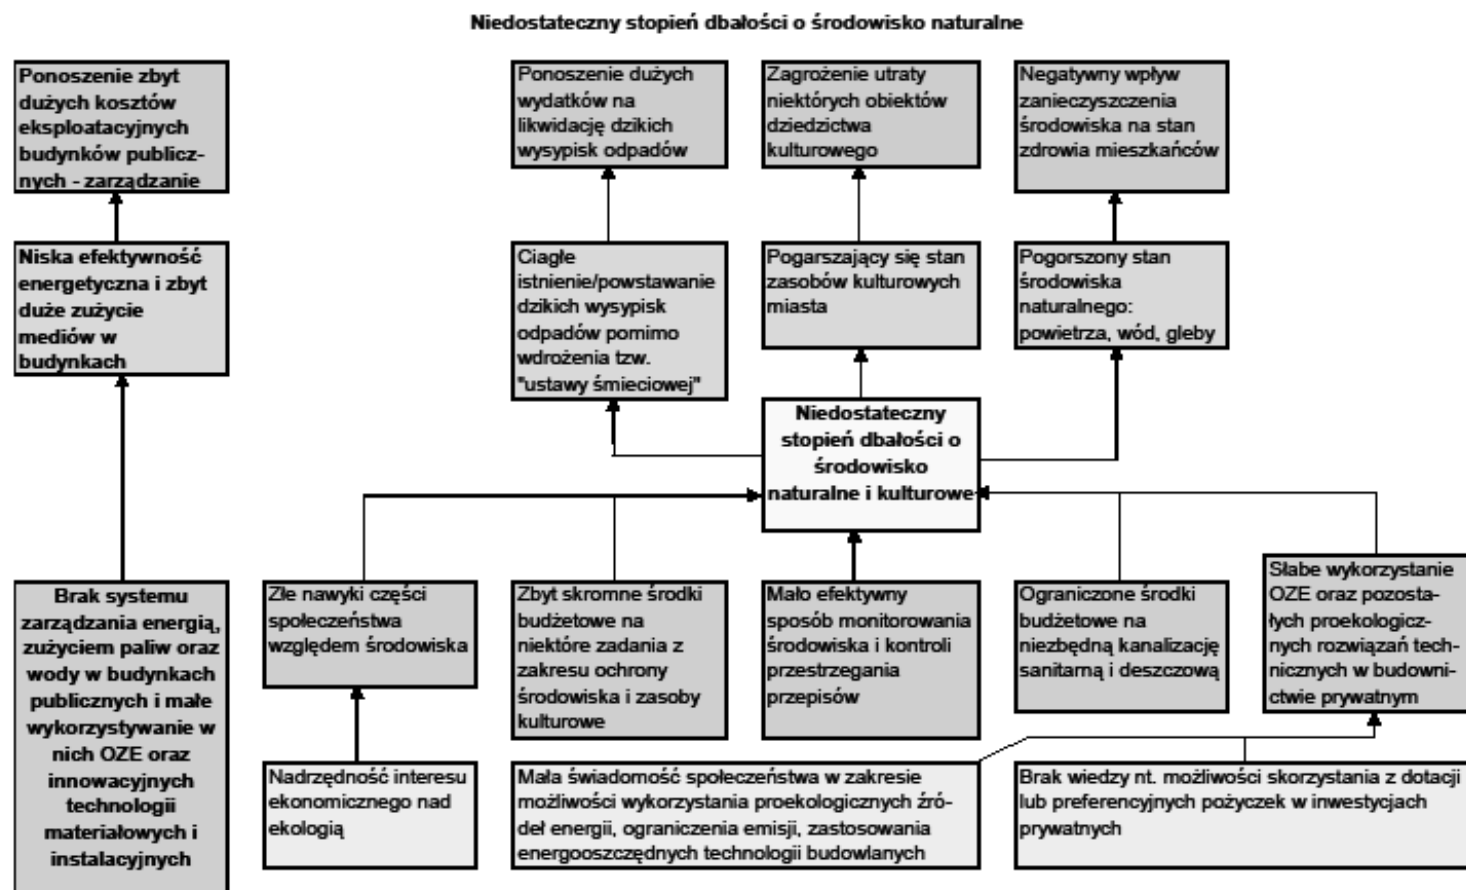 Niedostateczny stopień dbałości o środowisko naturalne
Ponoszenie zbyt
dużych kosztów
eksploatacyjnych
budynków publicz-
nych - zarządzanie
Ponoszenie dużych
wydatków na
likwidację dzikich
wysypisk odpadów
Zagrożenie utraty
niektórych obiektów
dziedzictwa
kulturowego
Negatywny wpływ
zanieczyszczenia
środowiska na stan
zdrowia mieszkańców
Niska efektywność
energetyczna i zbyt
duże zużycie
mediów w
budynkach
Ciagłe
istnienie/powstawanie
dzikich wysypisk
odpadów pomimo
wdrożenia tzw.
"ustawy śmieciowej"
Pogarszający się stan
zasobów kulturowych
miasta
Pogorszony stan
środowiska
naturalnego:
powietrza, wód, gleby
Niedostateczny
stopień dbałości o
środowisko
naturalne i kulturowe
Brak systemu
zarządzania energią,
zużyciem paliw oraz
wody w budynkach
publicznych i małe
wykorzystywanie w
nich OZE oraz
innowacyjnych
technologii
materiałowych i
instalacyjnych
Złe nawyki części
społeczeństwa
względem środowiska
Zbyt skromne środki
budżetowe na
niektóre zadania z
zakresu ochrony
środowiska i zasoby
kulturowe
Mało efektywny
sposób monitorowania
środowiska i kontroli
przestrzegania
przepisów
Ograniczone środki
budżetowe na
niezbędną kanalizację
sanitarną i deszczową
Słabe wykorzystanie
OZE oraz pozosta-
łych proekologicz-
nych rozwiązań tech-
nicznych w budowni-
ctwie prywatnym
Nadrzędność interesu
ekonomicznego nad
ekologią
Mała świadomość społeczeństwa w zakresie
możliwości wykorzystania proekologicznych źró-
deł energii, ograniczenia emisji, zastosowania
energooszczędnych technologii budowlanych
Brak wiedzy nt. możliwości skorzystania z dotacji
lub preferencyjnych pożyczek w inwestycjach
prywatnych